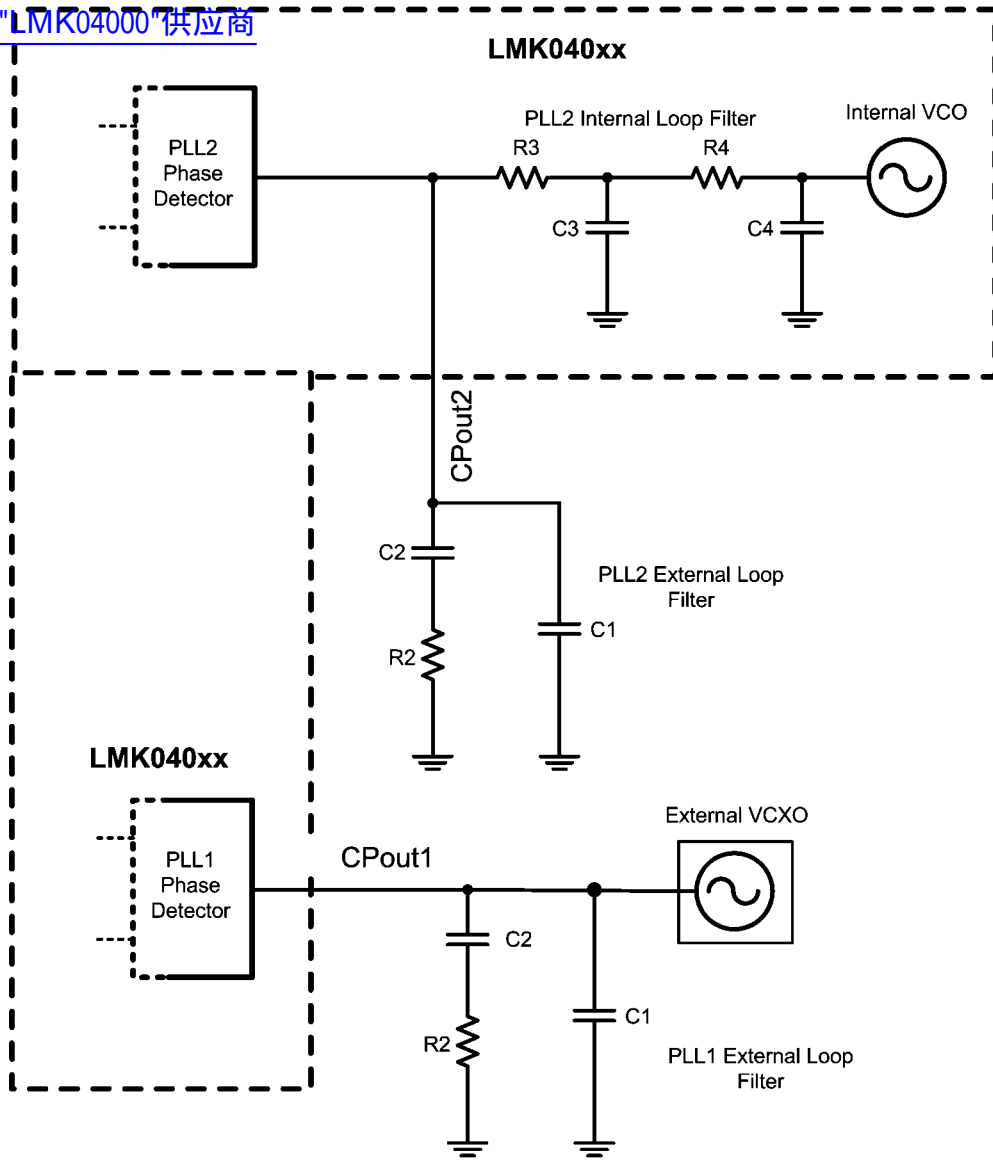 "LMK04000"供应商
LMK040xx
PLL2 Internal Loop Filter
Internal VCO
R3
R4
PLL2
Phase
Detector
C3
C4
CPout2
C2
PLL2 External Loop
Filter
C1
R2
LMK040xx
External VCXO
CPout1
PLL1
Phase
Detector
C2
C1
R2
PLL1 External Loop
Filter